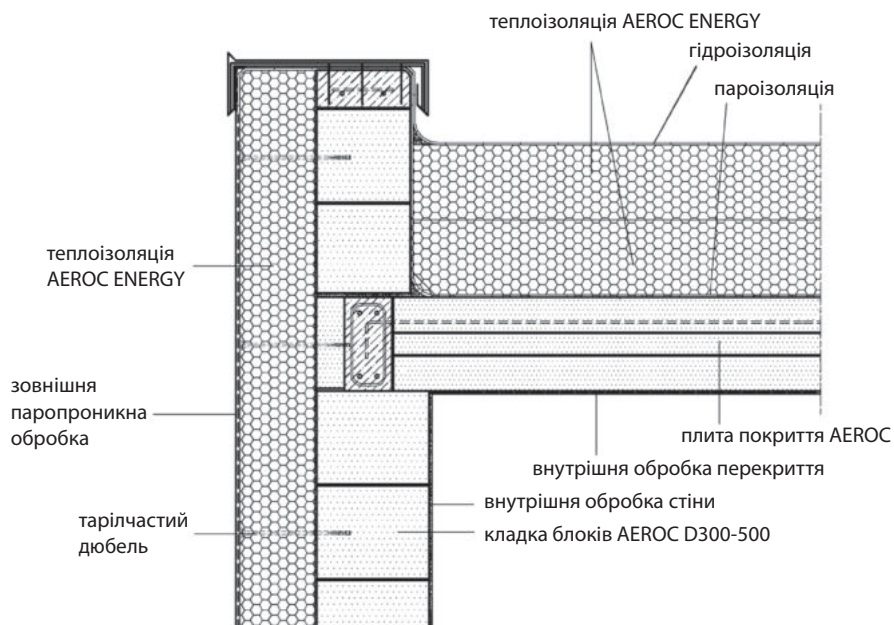 теплоізоляція AEROC ENERGY
гідроізоляція
пароізоляція
теплоізоляція
AEROC ENERGY
зовнішня
паропроникна
обробка
плита покриття AEROC
внутрішня обробка перекриття
внутрішня обробка стіни
тарілчастий
дюбель
кладка блоків AEROC D300-500